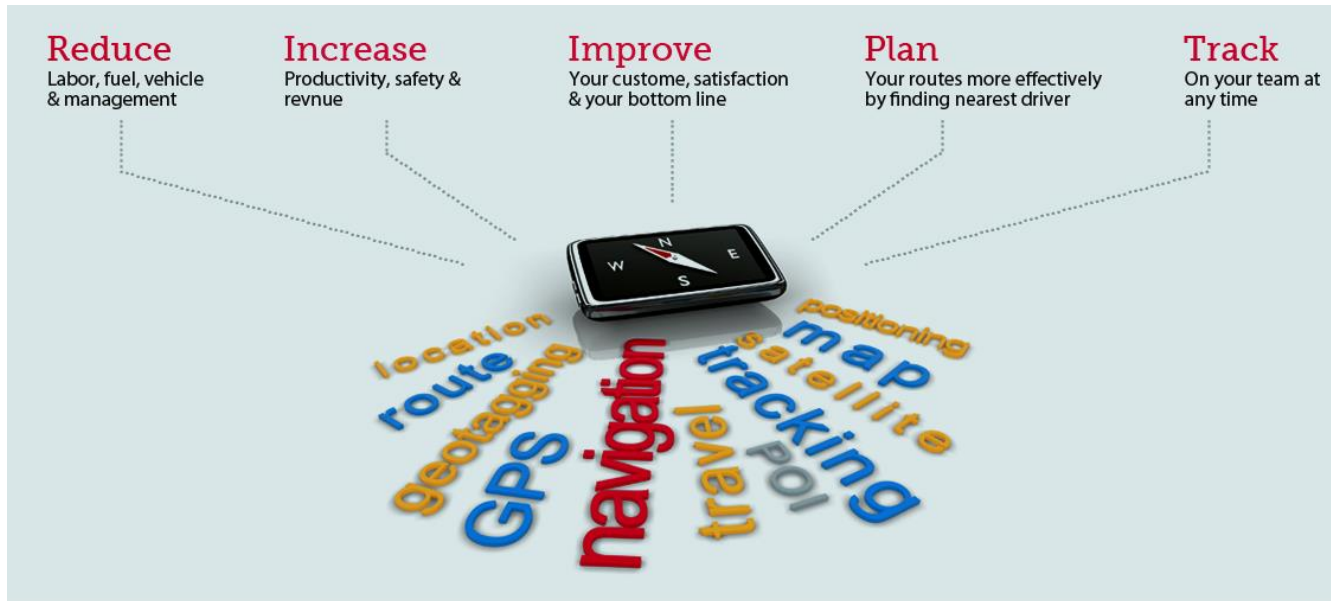 Reduce
Labor, fuel, vehicle
& management
Increase
Productivity, safety &
revnue
Improve
Your custome, satisfaction
& your bottom line
Plan
Your routes more effectively
by finding nearest driver
Track
On your team at
any time
N
W
E
S
location
route
geotagging
GPS
navigation
travel
POI
tracking
satellite
map
positioning